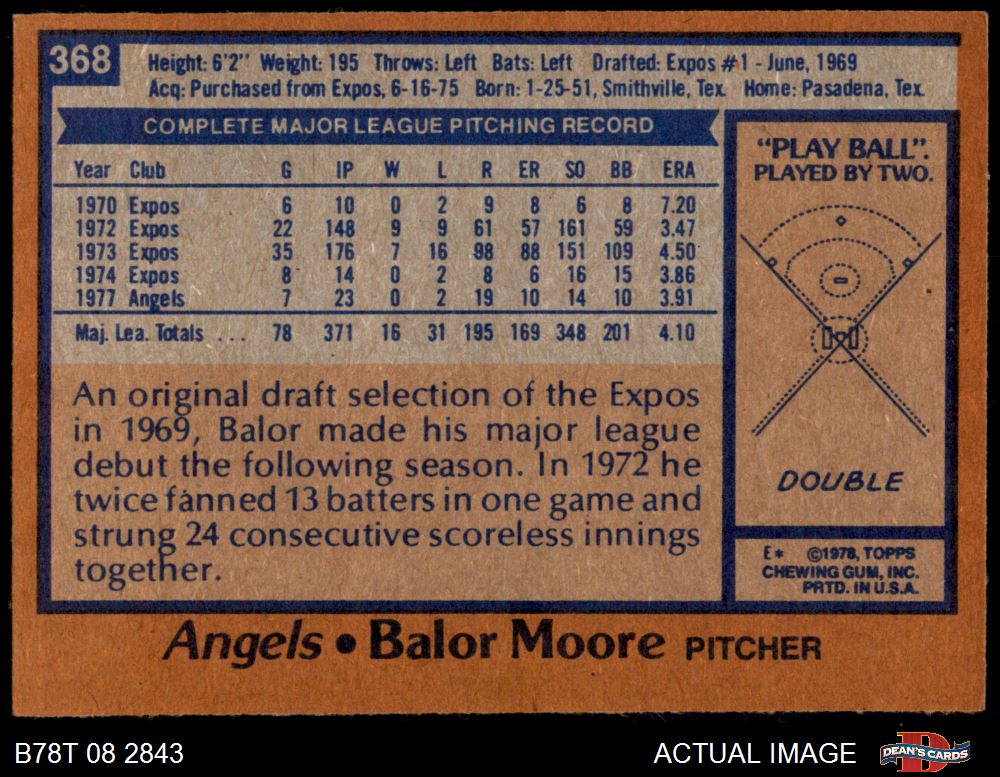 368
Height: 6'2" Weight: 195 Throws: Left Bats: Left Drafted: Expos #1 - June, 1969
Acq: Purchased from Expos, 6-16-75 Born: 1-25-51, Smithville, Tex. Home: Pasadena, Tex.
COMPLETE MAJOR LEAGUE PITCHING RECORD
Year Club G IP W L R ER SO BB ERA
1970 Expos 6 10 0 2 9 8 6 8 7.20
1972 Expos 22 148 9 9 61 57 161 59 3.47
1973 Expos 35 176 7 16 98 88 151 109 4.50
1974 Expos 8 14 0 2 8 6 16 15 3.86
1977 Angels 7 23 0 2 19 10 14 10 3.91
Maj. Lea. Totals ... 78 371 16 31 195 169 348 201 4.10
An original draft selection of the Expos
in 1969, Balor made his major league
debut the following season. In 1972 he
twice fanned 13 batters in one game and
strung 24 consecutive scoreless innings
together.
"PLAY BALL".
PLAYED BY TWO.
DOUBLE
E* ©1978, TOPPS
CHEWING GUM, INC.
PRTD. IN U.S.A.
Angels • Balor Moore PITCHER
B78T 08 2843
ACTUAL IMAGE
DEAN'S CARDS